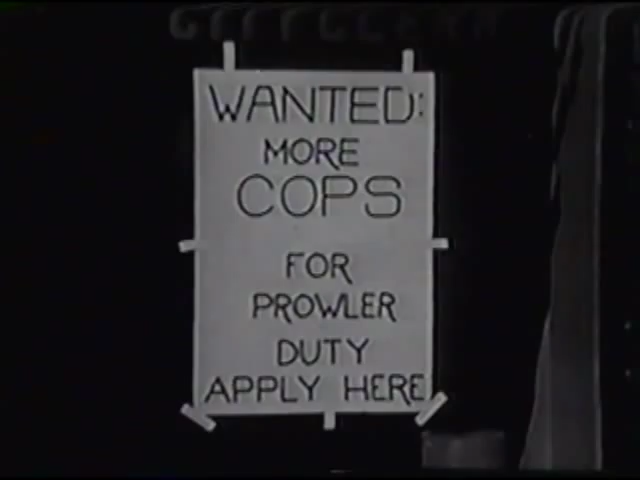 WANTED:
MORE
COPS
FOR
PROWLER
DUTY
APPLY HERE